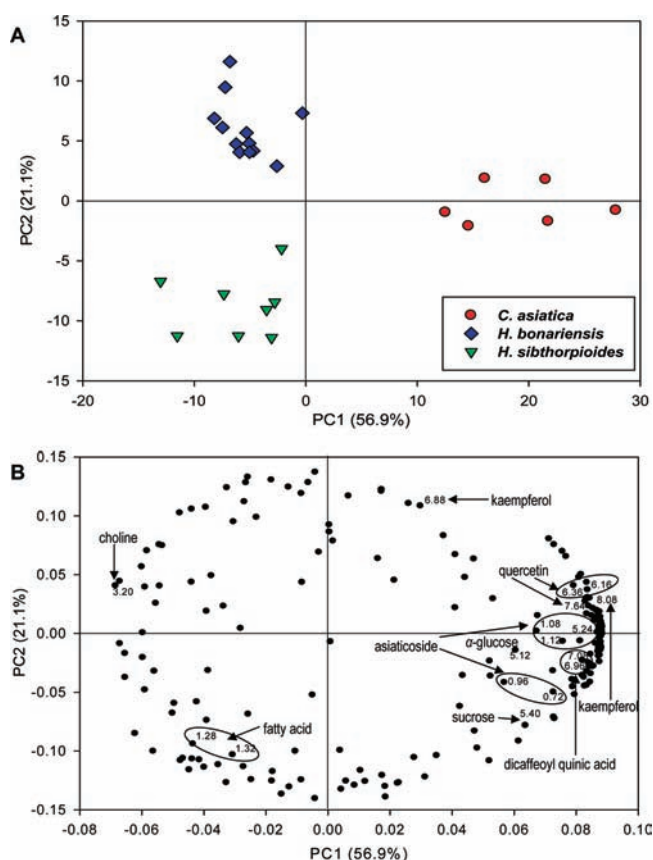 A
15
10
5
0
-5
-10
-15
PC2 (21.1%)
C. asiatica
H. bonariensis
H. sibthorpioides
-20 -10 0 10 20 30
PC1 (56.9%)
B
0.15
0.10
0.05
0.00
-0.05
-0.10
-0.15
PC2 (21.1%)
6.88 kaempferol
choline
3.20
quercetin
6.36 6.16
7.64 8.08
asiaticoside
1.08
1.12 5.24
α-glucose
5.12
6.96
0.96
0.72
sucrose
5.40
kaempferol
dicaffeoyl quinic acid
fatty acid
1.28
1.32
-0.08 -0.06 -0.04 -0.02 0.00 0.02 0.04 0.06 0.08 0.10
PC1 (56.9%)